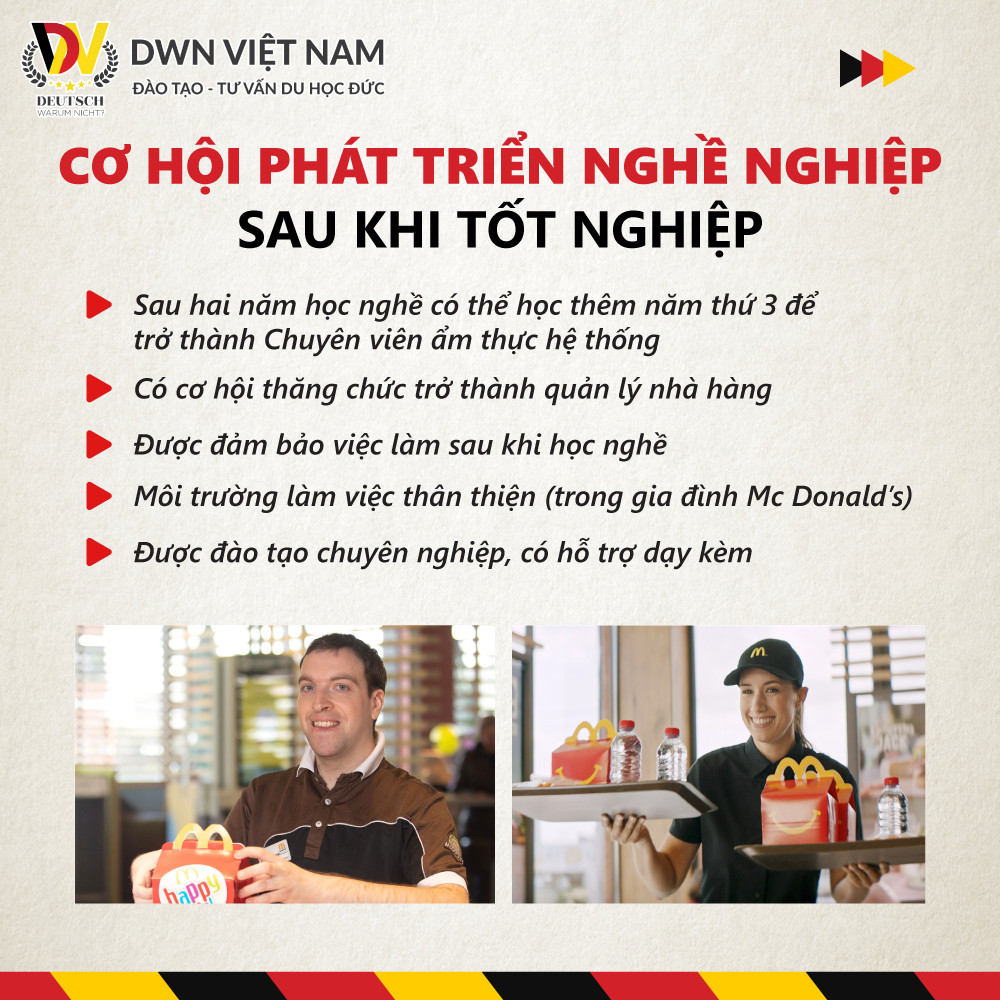 DWN VIỆT NAM
ĐÀO TẠO - TƯ VẤN DU HỌC ĐỨC
DW
DEUTSCH
WARUM NICHT?
CƠ HỘI PHÁT TRIỂN NGHỀ NGHIỆP
SAU KHI TỐT NGHIỆP
Sau hai năm học nghề có thể học thêm năm thứ 3 để
trở thành Chuyên viên ẩm thực hệ thống
Có cơ hội thăng chức trở thành quản lý nhà hàng
Được đảm bảo việc làm sau khi học nghề
Môi trường làm việc thân thiện (trong gia đình Mc Donald's)
Được đào tạo chuyên nghiệp, có hỗ trợ dạy kèm
happy